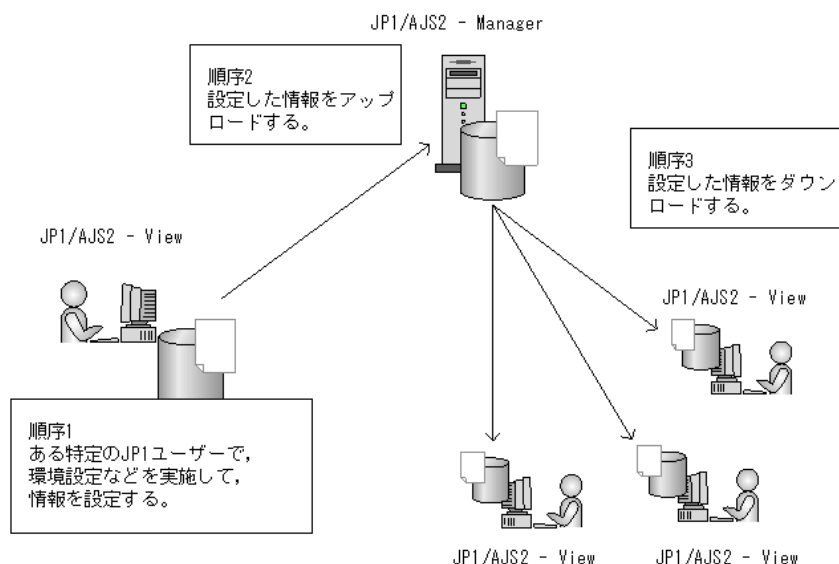 JP1/AJS2 - Manager
順序2
設定した情報をアップ
ロードする。
順序3
設定した情報をダウン
ロードする。
JP1/AJS2 - View
JP1/AJS2 - View
順序1
ある特定のJP1ユーザーで,
環境設定などを実施して,
情報を設定する。
JP1/AJS2 - View
JP1/AJS2 - View